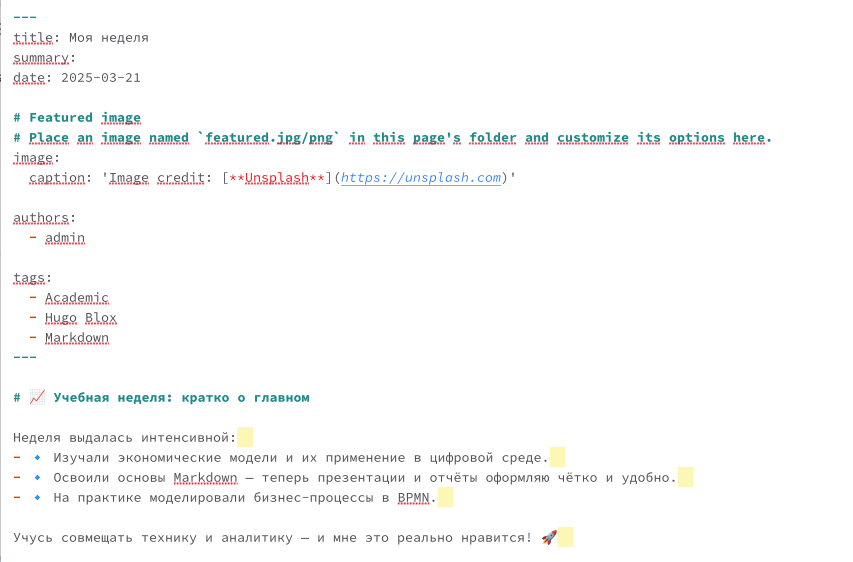 ---
title: Моя неделя
summary:
date: 2025-03-21
# Featured image
# Place an image named `featured.jpg/png` in this page's folder and customize its options here.
image:
  caption: 'Image credit: [**Unsplash**](https://unsplash.com)'
authors:
  - admin
tags:
  - Academic
  - Hugo Blox
  - Markdown
---
# 📈 Учебная неделя: кратко о главном
Неделя выдалась интенсивной:
- 🔹 Изучали экономические модели и их применение в цифровой среде.
- 🔹 Освоили основы Markdown — теперь презентации и отчёты оформляю чётко и удобно.
- 🔹 На практике моделировали бизнес-процессы в BPMN.
Учусь совмещать технику и аналитику — и мне это реально нравится! 🚀